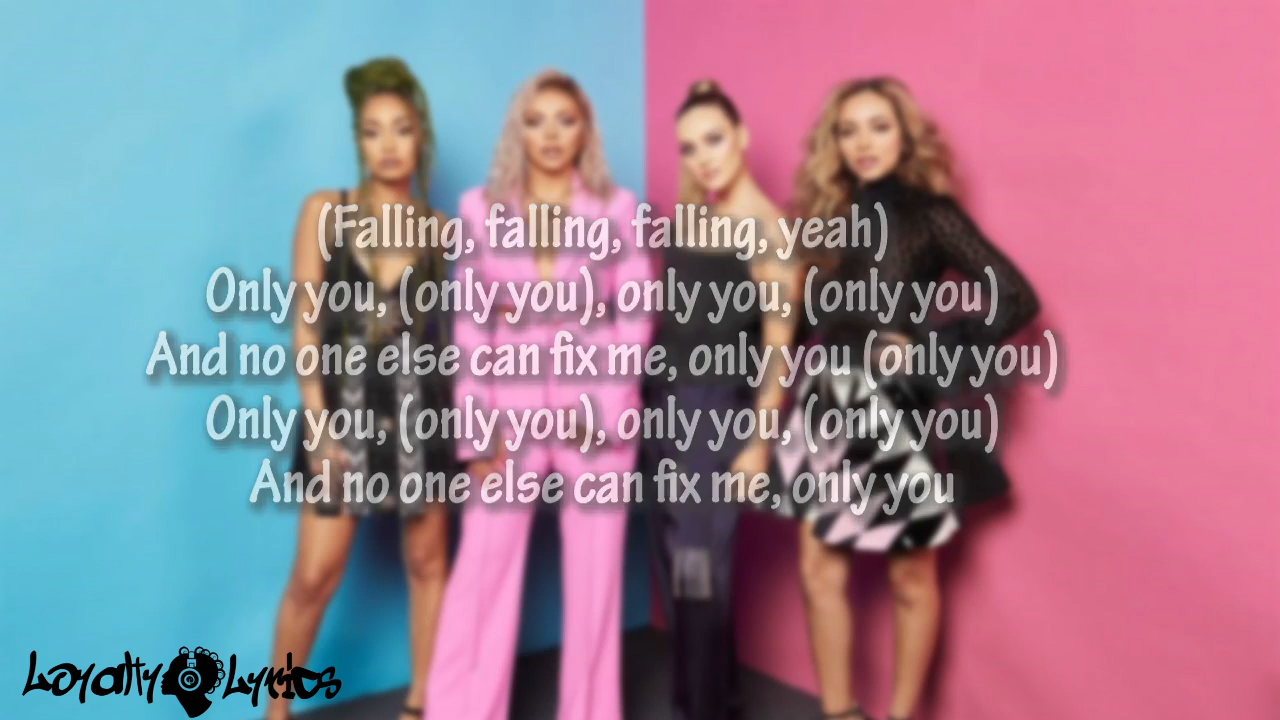 (Falling, falling, falling, yeah)
Only you, (only you), only you, (only you)
And no one else can fix me, only you (only you)
Only you, (only you), only you, (only you)
And no one else can fix me, only you
Loyalty Lyrics